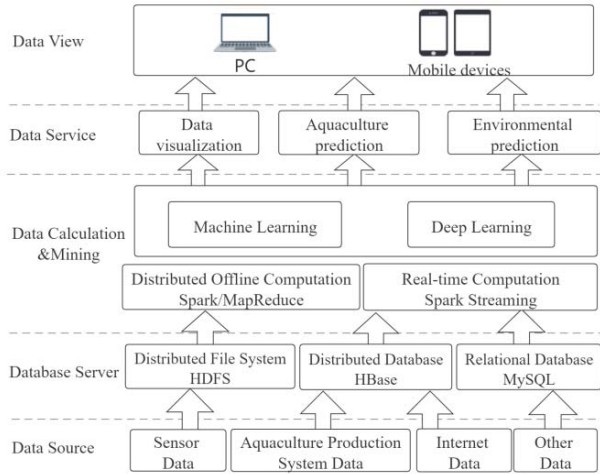 Data View
PC
Mobile devices
Data Service
Data
visualization
Aquaculture
prediction
Environmental
prediction
Data Calculation
&Mining
Machine Learning
Deep Learning
Distributed Offline Computation
Spark/MapReduce
Real-time Computation
Spark Streaming
Database Server
Distributed File System
HDFS
Distributed Database
HBase
Relational Database
MySQL
Data Source
Sensor
Data
Aquaculture Production
System Data
Internet
Data
Other
Data